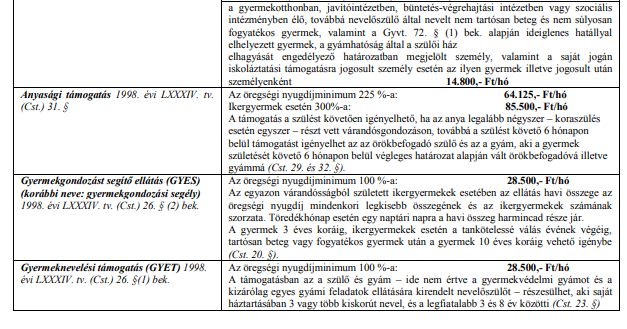 a gyermekotthonban, javítóintézetben, büntetés-végrehajtási intézetben vagy szociális
intézményben élő, továbbá nevelőszülő által nevelt nem tartósan beteg és nem súlyosan
fogyatékos gyermek, valamint a Gyvt. 72. § (1) bek. alapján ideiglenes hatállyal
elhelyezett gyermek, a gyámhatóság által a szülői ház
elhagyását engedélyező határozatban megjelölt személy, valamint a saját jogán
iskoláztatási támogatásra jogosult személy esetén az ilyen gyermek illetve jogosult után
személyenként 14.800,- Ft/hó
Anyasági támogatás 1998. évi LXXXIV. tv.
(Cst.) 31. §
Az öregségi nyugdíjminimum 225 %-a: 64.125- Ft/hó
Ikergyermek esetén 300%-a: 85.500,- Ft/hó
A támogatás a szülést követően igényelhető, ha az anya legalább négyszer – koraszülés
esetén egyszer – részt vett várandósgondozáson, továbbá a szülést követő 6 hónapon
belül támogatást igényelhet az az örökbefogadó szülő és az a gyám, aki a gyermek
születését követő 6 hónapon belül végleges határozat alapján vált örökbefogadóvá illetve
gyámmá (Cst. 29. és 32. §).
Gyermekgondozást segítő ellátás (GYES)
(korábbi neve: gyermekgondozási segély)
1998. évi LXXXIV. tv. (Cst.) 26. § (2) bek.
Az öregségi nyugdíjminimum 100 %-a: 28.500,- Ft/hó
Az egyazon várandósságból született ikergyermekek esetében az ellátás havi összege az
öregségi nyugdíj mindenkori legkisebb összegének és az ikergyermekek számának
szorzata. Töredékhónap esetén egy naptári napra a havi összeg harmincad része jár.
A gyermek 3 éves koráig, ikergyermekek esetén a tankötelessé válás évének végéig,
tartósan beteg vagy fogyatékos gyermek után a gyermek 10 éves koráig vehető igénybe
(Cst. 20. §).
Gyermeknevelési támogatás (GYET) 1998.
évi LXXXIV. tv. (Cst.) 26. §(1) bek.
Az öregségi nyugdíjminimum 100 %-a: 28.500,- Ft/hó
A támogatásban az a szülő és gyám – ide nem értve a gyermekvédelmi gyámot és a
kizárólag egyes gyámi feladatok ellátására kirendelt nevelőszülőt – részesülhet, aki saját
háztartásában 3 vagy több kiskorút nevel, és a legfiatalabb 3 és 8 év közötti (Cst. 23. §)